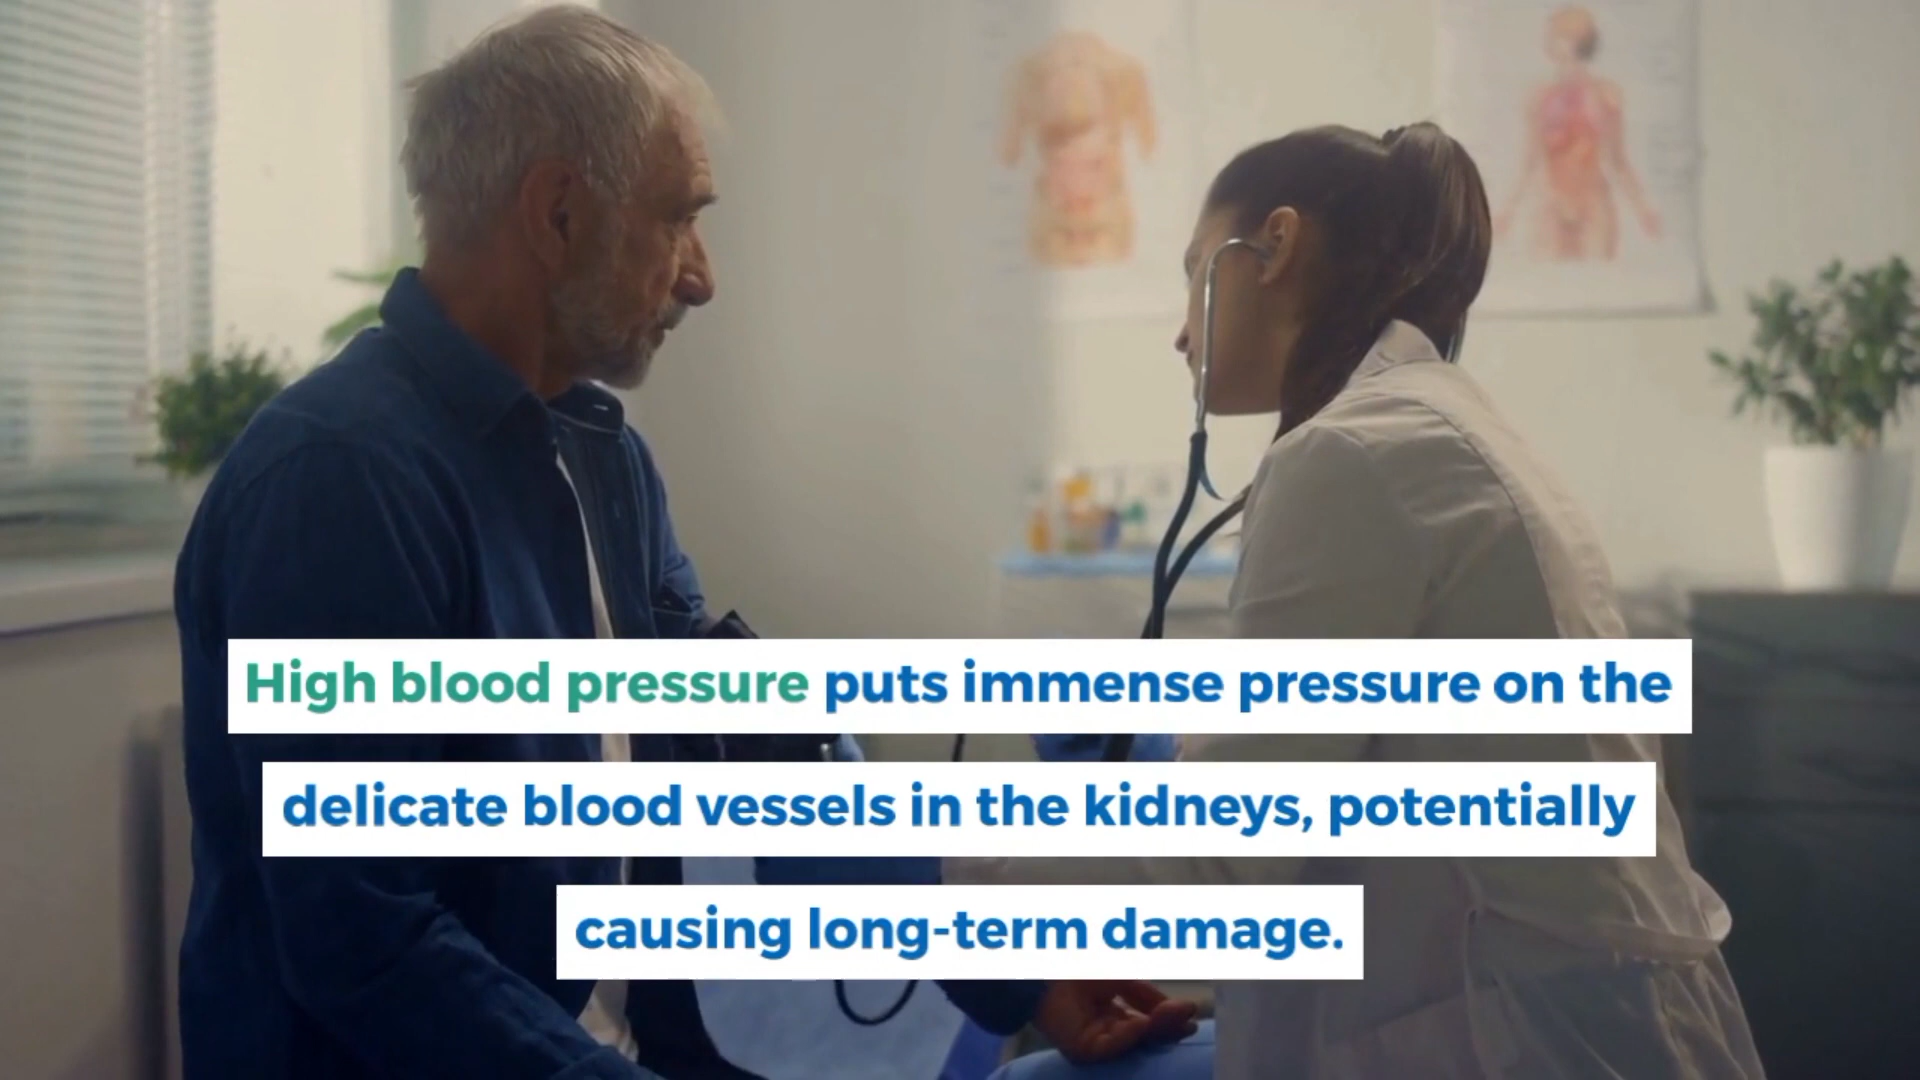 High blood pressure puts immense pressure on the
delicate blood vessels in the kidneys, potentially
causing long-term damage.